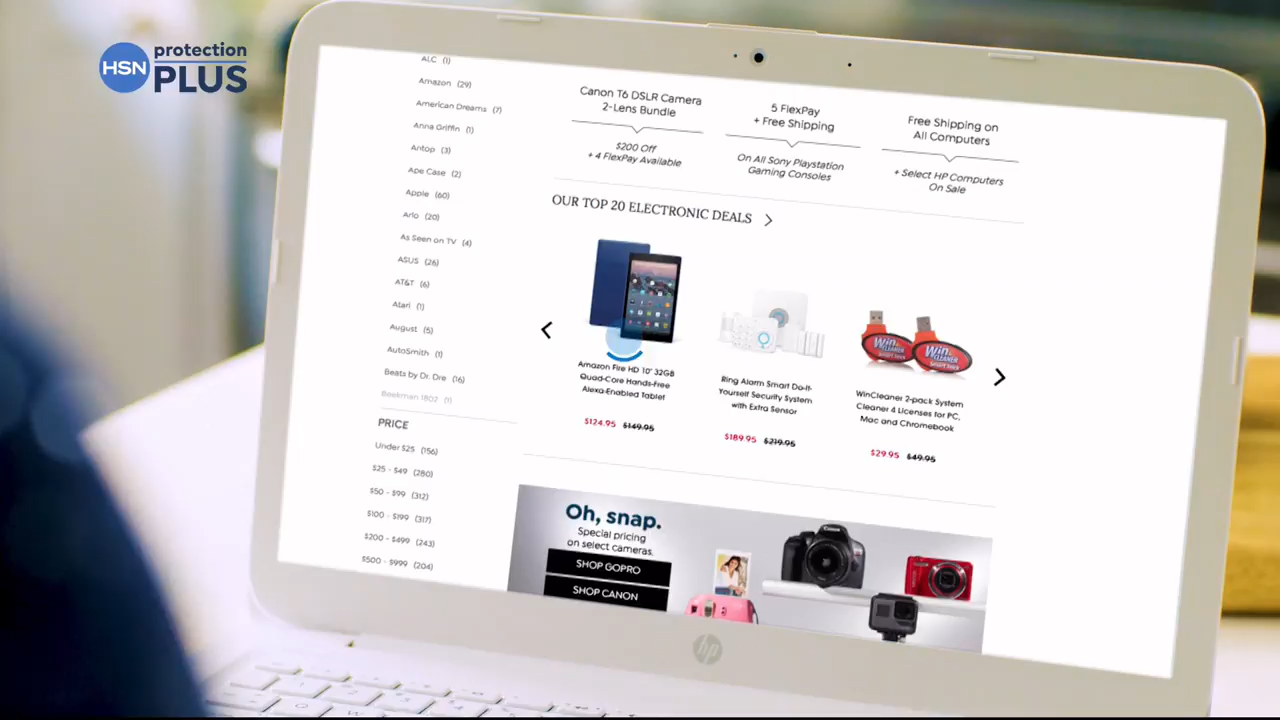 HSN
protection
PLUS
ALC (1)
Amazon (29)
American Dreams (7)
Anna Griffin (1)
Antop (3)
Ape Case (2)
Apple (60)
Arlo (20)
As Seen on TV (4)
ASUS (26)
AT&T (6)
Atari (1)
August (5)
AutoSmith (1)
Beats by Dr. Dre (16)
Beekman 1802 (1)
PRICE
Under $25 (156)
$25 - $49 (280)
$50 - $99 (312)
$100 - $199 (317)
$200 - $499 (243)
$500 - $999 (204)
Canon T6 DSLR Camera
2-Lens Bundle
$200 Off
+ 4 FlexPay Available
5 FlexPay
+ Free Shipping
On All Sony Playstation
Gaming Consoles
Free Shipping on
All Computers
+ Select HP Computers
On Sale
OUR TOP 20 ELECTRONIC DEALS
Amazon Fire HD 10" 32GB
Quad-Core Hands-Free
Alexa-Enabled Tablet
$124.95 $149.95
Ring Alarm Smart Do-It-
Yourself Security System
with Extra Sensor
$189.95 $219.95
Win
CLEANER
Win
CLEANER
WinCleaner 2-pack System
Cleaner 4 Licenses for PC,
Mac and Chromebook
$29.95 $49.95
Oh, snap.
Special pricing
on select cameras.
SHOP GOPRO
SHOP CANON
Canon
hp